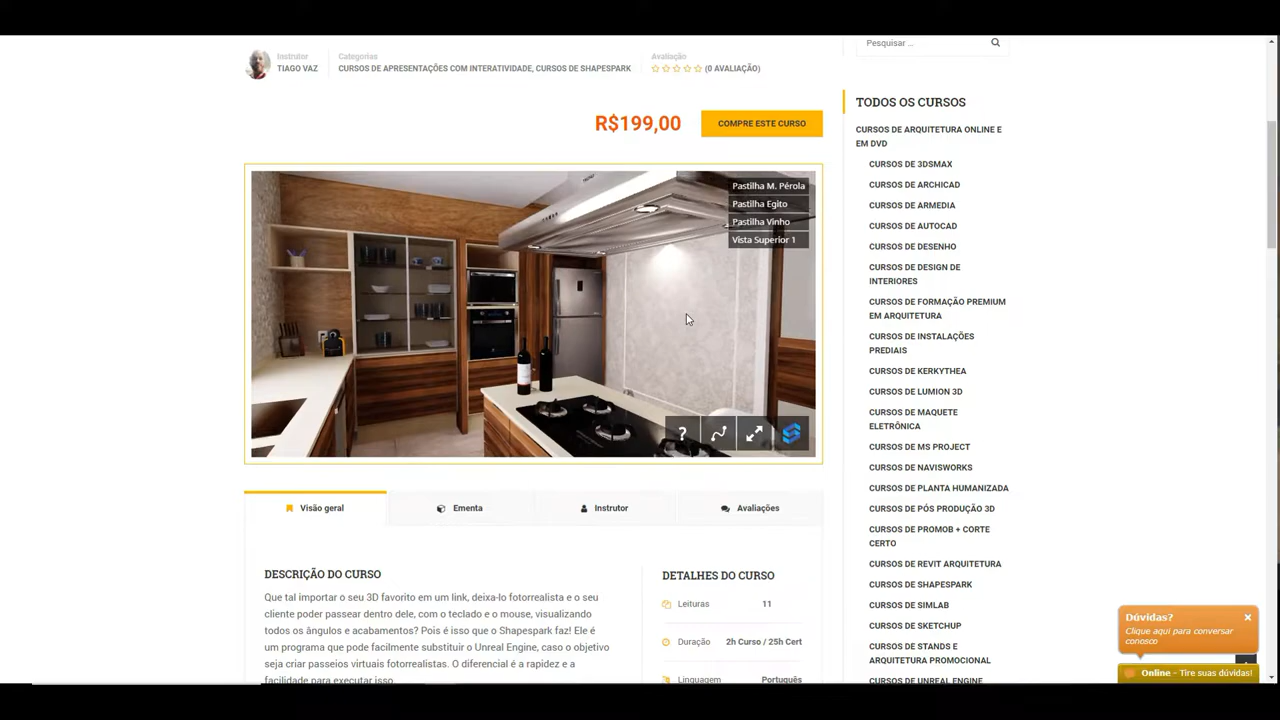 Instrutor
TIAGO VAZ
Categorias
CURSOS DE APRESENTAÇÕES COM INTERATIVIDADE, CURSOS DE SHAPESPARK
Avaliação
(0 AVALIAÇÃO)
R$199,00
COMPRE ESTE CURSO
Pastilha M. Pérola
Pastilha Egito
Pastilha Vinho
Vista Superior 1
?
Visão geral
Ementa
Instrutor
Avaliações
DESCRIÇÃO DO CURSO
Que tal importar o seu 3D favorito em um link, deixa-lo fotorrealista e o seu
cliente poder passear dentro dele, com o teclado e o mouse, visualizando
todos os ângulos e acabamentos? Pois é isso que o Shapespark faz! Ele é
um programa que pode facilmente substituir o Unreal Engine, caso o objetivo
seja criar passeios virtuais fotorrealistas. O diferencial é a rapidez e a
facilidade para executar isso.
DETALHES DO CURSO
Leituras 11
Duração 2h Curso / 25h Cert
Linguagem Português
Pesquisar ...
TODOS OS CURSOS
CURSOS DE ARQUITETURA ONLINE E
EM DVD
CURSOS DE 3DSMAX
CURSOS DE ARCHICAD
CURSOS DE ARMEDIA
CURSOS DE AUTOCAD
CURSOS DE DESENHO
CURSOS DE DESIGN DE
INTERIORES
CURSOS DE FORMAÇÃO PREMIUM
EM ARQUITETURA
CURSOS DE INSTALAÇÕES
PREDIAIS
CURSOS DE KERKYTHEA
CURSOS DE LUMION 3D
CURSOS DE MAQUETE
ELETRÔNICA
CURSOS DE MS PROJECT
CURSOS DE NAVISWORKS
CURSOS DE PLANTA HUMANIZADA
CURSOS DE PÓS PRODUÇÃO 3D
CURSOS DE PROMOB + CORTE
CERTO
CURSOS DE REVIT ARQUITETURA
CURSOS DE SHAPESPARK
CURSOS DE SIMLAB
CURSOS DE SKETCHUP
CURSOS DE STANDS E
ARQUITETURA PROMOCIONAL
CURSOS DE UNREAL ENGINE
Dúvidas?
Clique aqui para conversar
conosco
Online - Tire suas dúvidas!